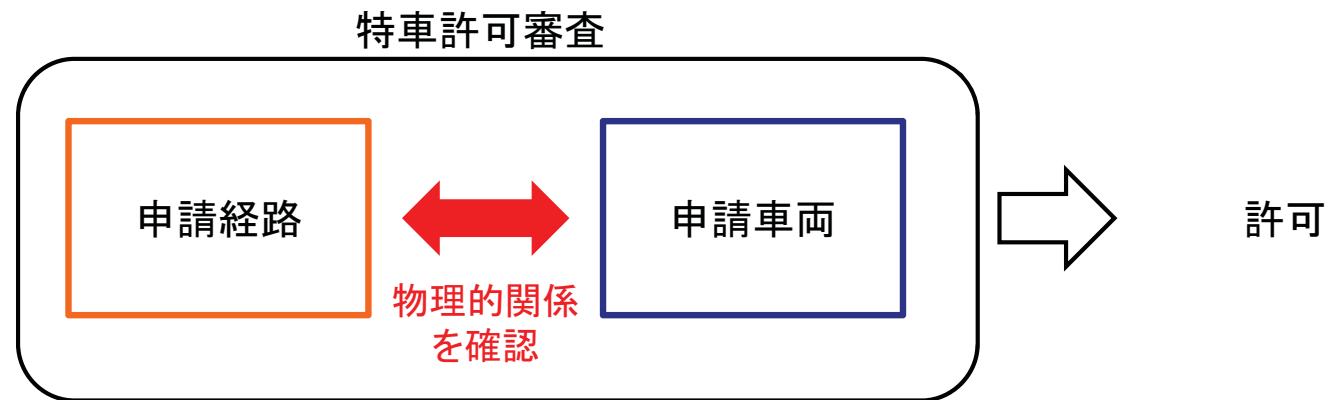 特車許可審査
申請経路
物理的関係
を確認
申請車両
許可